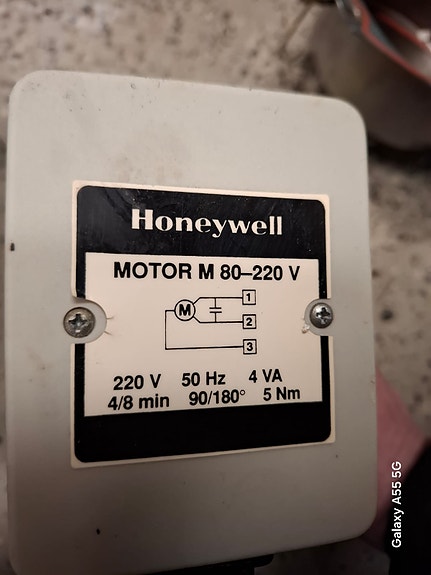 Honeywell
MOTOR M 80–220 V
M
1
2
3
220 V 50 Hz 4 VA
4/8 min 90/180° 5 Nm
Galaxy A55 5G